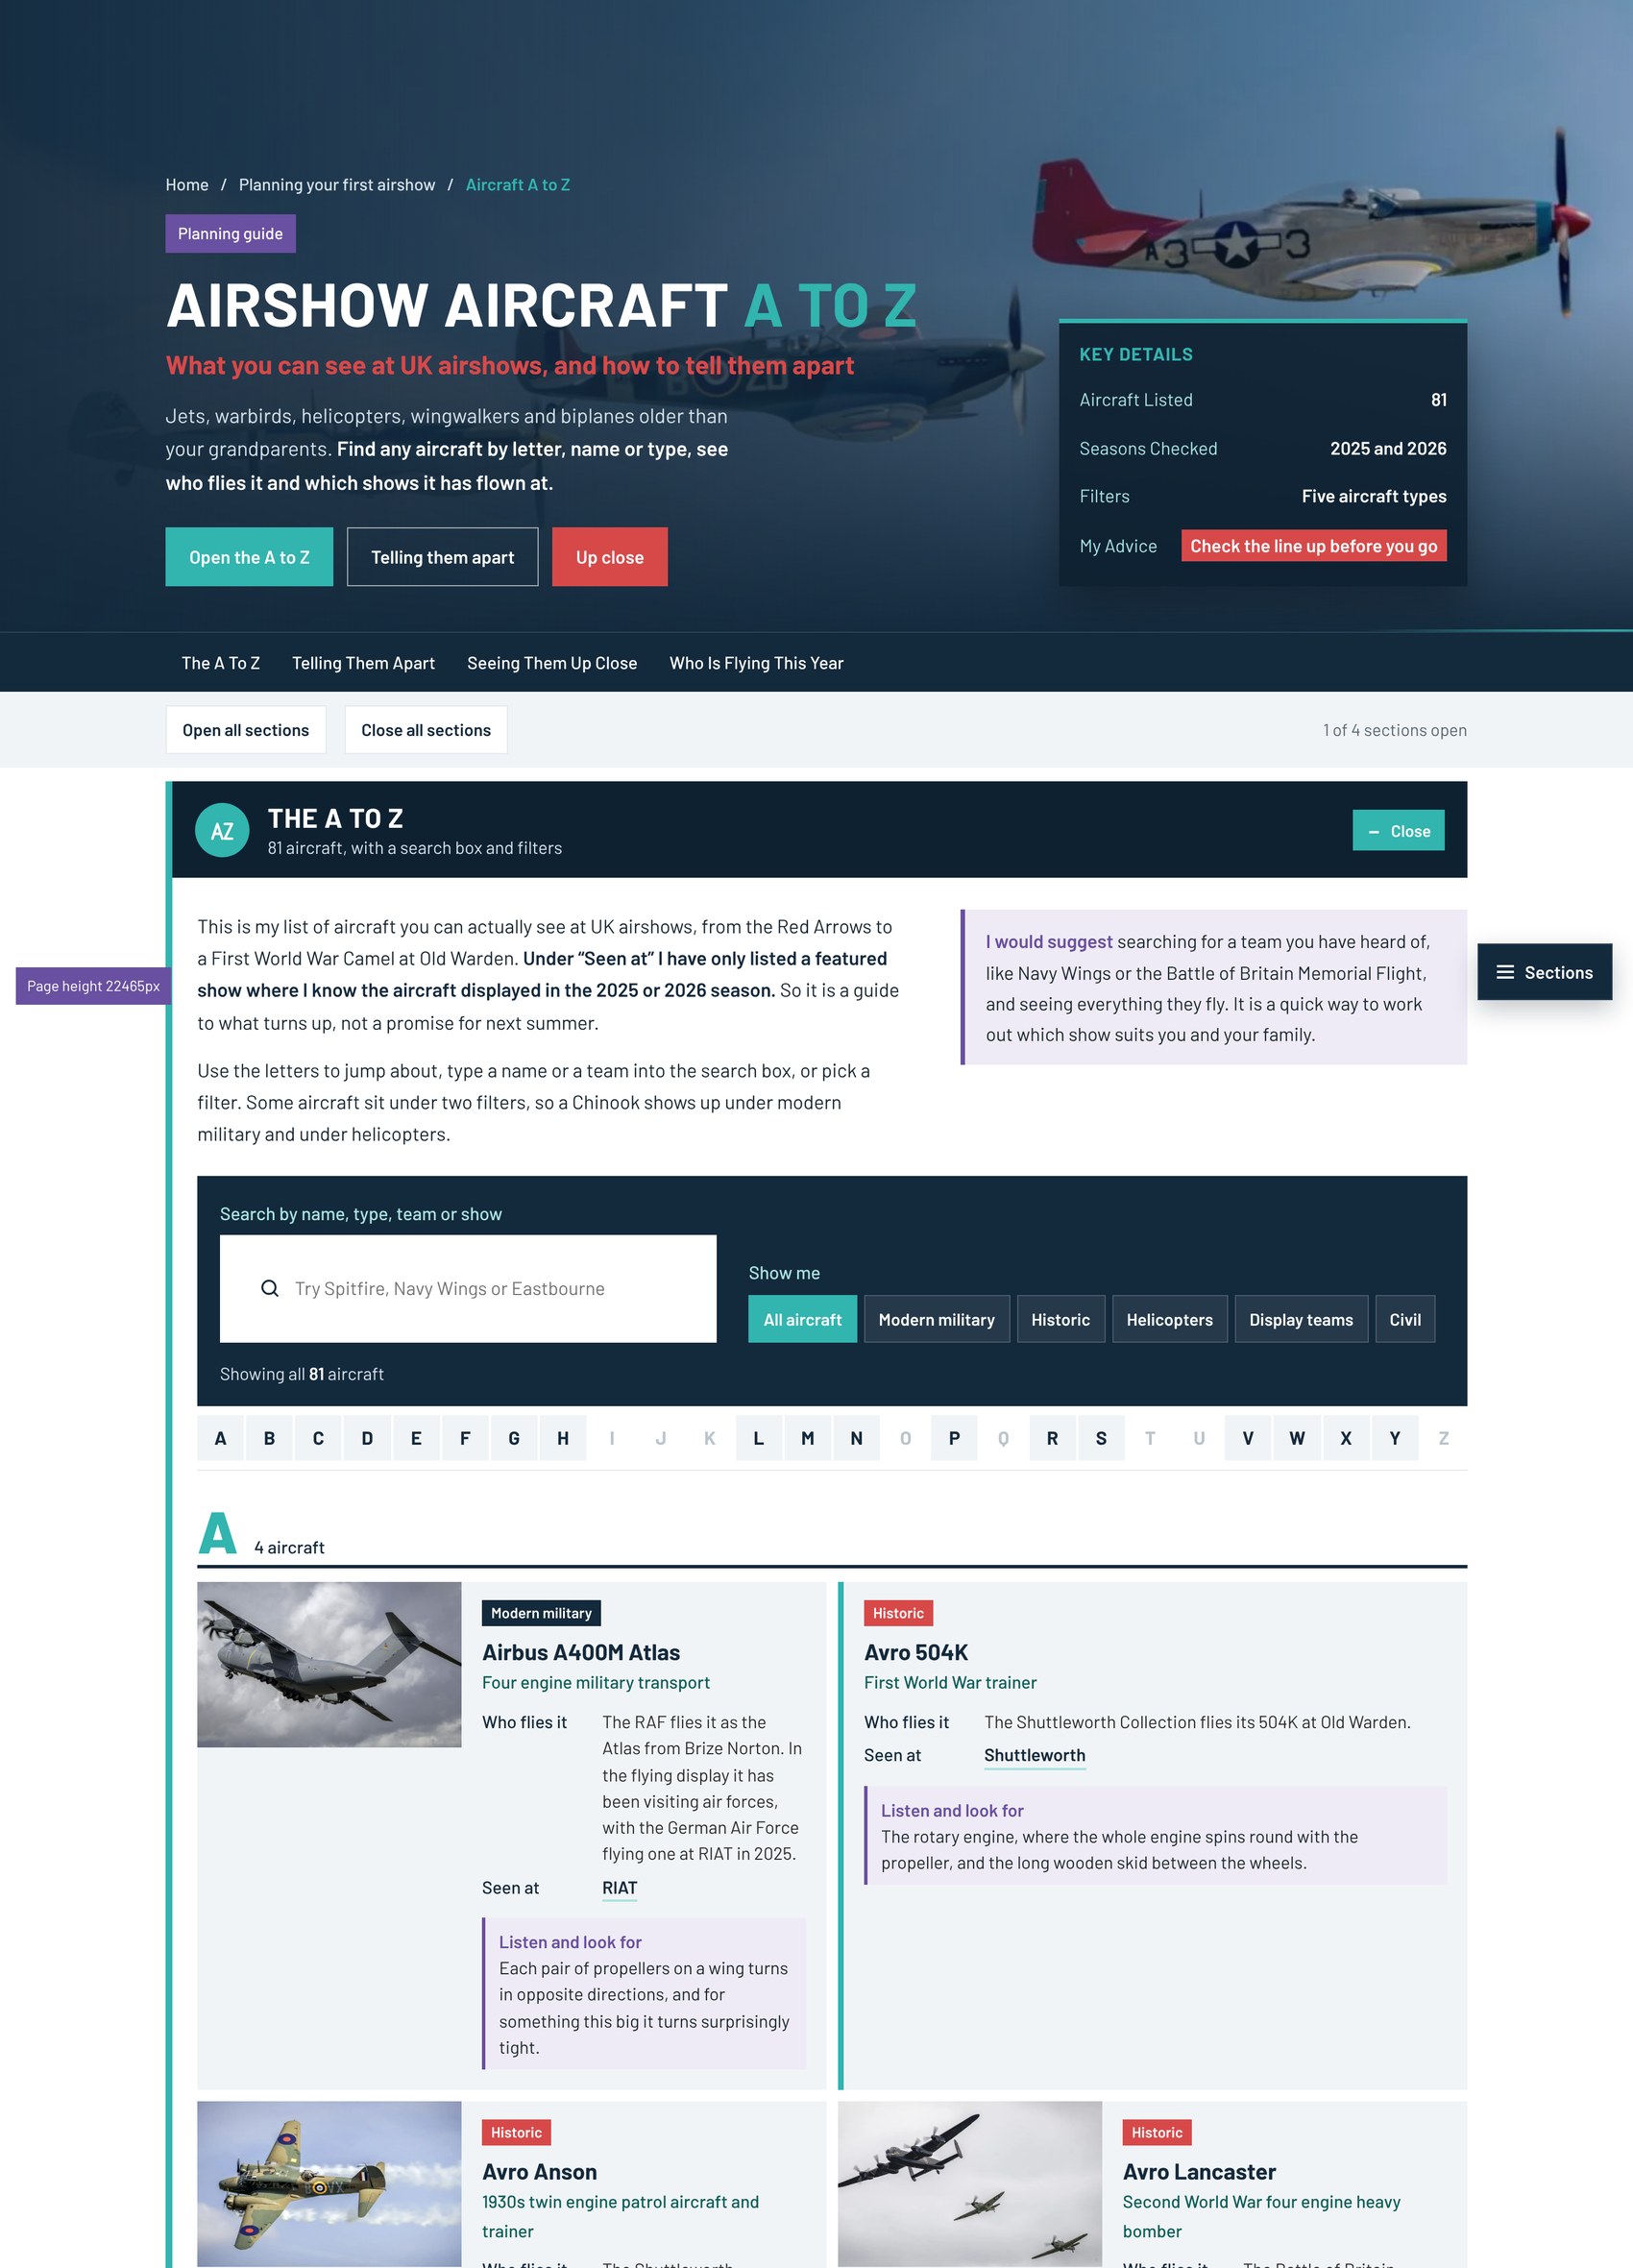 Home / Planning your first airshow / Aircraft A to Z
Planning guide
AIRSHOW AIRCRAFT A TO Z
What you can see at UK airshows, and how to tell them apart
Jets, warbirds, helicopters, wingwalkers and biplanes older than
your grandparents. Find any aircraft by letter, name or type, see
who flies it and which shows it has flown at.
Open the A to Z
Telling them apart
Up close
A3 3
KEY DETAILS
Aircraft Listed 81
Seasons Checked 2025 and 2026
Filters Five aircraft types
My Advice Check the line up before you go
The A To Z Telling Them Apart Seeing Them Up Close Who Is Flying This Year
Open all sections Close all sections 1 of 4 sections open
AZ
THE A TO Z
81 aircraft, with a search box and filters
– Close
This is my list of aircraft you can actually see at UK airshows, from the Red Arrows to
a First World War Camel at Old Warden. Under “Seen at” I have only listed a featured
show where I know the aircraft displayed in the 2025 or 2026 season. So it is a guide
to what turns up, not a promise for next summer.
Use the letters to jump about, type a name or a team into the search box, or pick a
filter. Some aircraft sit under two filters, so a Chinook shows up under modern
military and under helicopters.
I would suggest searching for a team you have heard of,
like Navy Wings or the Battle of Britain Memorial Flight,
and seeing everything they fly. It is a quick way to work
out which show suits you and your family.
Page height 22465px
Sections
Search by name, type, team or show
Try Spitfire, Navy Wings or Eastbourne
Show me
All aircraft Modern military Historic Helicopters Display teams Civil
Showing all 81 aircraft
A B C D E F G H I J K L M N O P Q R S T U V W X Y Z
A 4 aircraft
Modern military
Airbus A400M Atlas
Four engine military transport
Who flies it The RAF flies it as the
Atlas from Brize Norton. In
the flying display it has
been visiting air forces,
with the German Air Force
flying one at RIAT in 2025.
Seen at RIAT
Listen and look for
Each pair of propellers on a wing turns
in opposite directions, and for
something this big it turns surprisingly
tight.
Historic
Avro 504K
First World War trainer
Who flies it The Shuttleworth Collection flies its 504K at Old Warden.
Seen at Shuttleworth
Listen and look for
The rotary engine, where the whole engine spins round with the
propeller, and the long wooden skid between the wheels.
Historic
Avro Anson
1930s twin engine patrol aircraft and
trainer
Who flies it The Shuttleworth
Historic
Avro Lancaster
Second World War four engine heavy
bomber
Who flies it The Battle of Britain